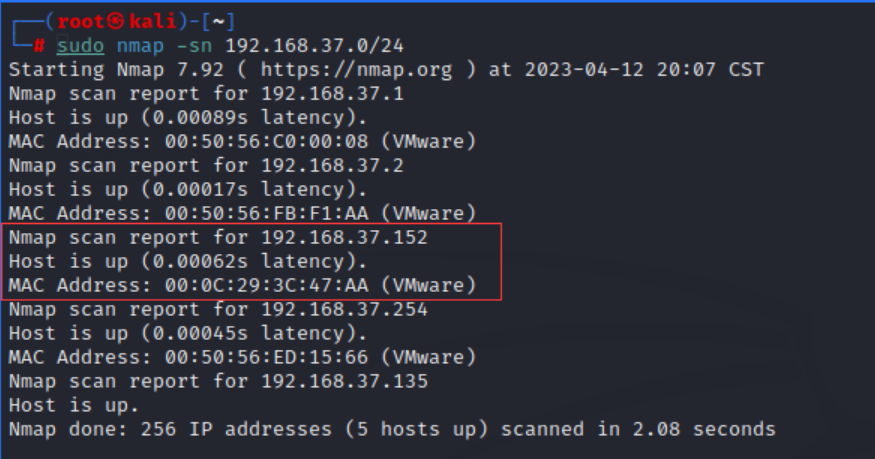 ┌──(root㉿kali)-[~]
└─# sudo nmap -sn 192.168.37.0/24
Starting Nmap 7.92 ( https://nmap.org ) at 2023-04-12 20:07 CST
Nmap scan report for 192.168.37.1
Host is up (0.00089s latency).
MAC Address: 00:50:56:C0:00:08 (VMware)
Nmap scan report for 192.168.37.2
Host is up (0.00017s latency).
MAC Address: 00:50:56:FB:F1:AA (VMware)
Nmap scan report for 192.168.37.152
Host is up (0.00062s latency).
MAC Address: 00:0C:29:3C:47:AA (VMware)
Nmap scan report for 192.168.37.254
Host is up (0.00045s latency).
MAC Address: 00:50:56:ED:15:66 (VMware)
Nmap scan report for 192.168.37.135
Host is up.
Nmap done: 256 IP addresses (5 hosts up) scanned in 2.08 seconds